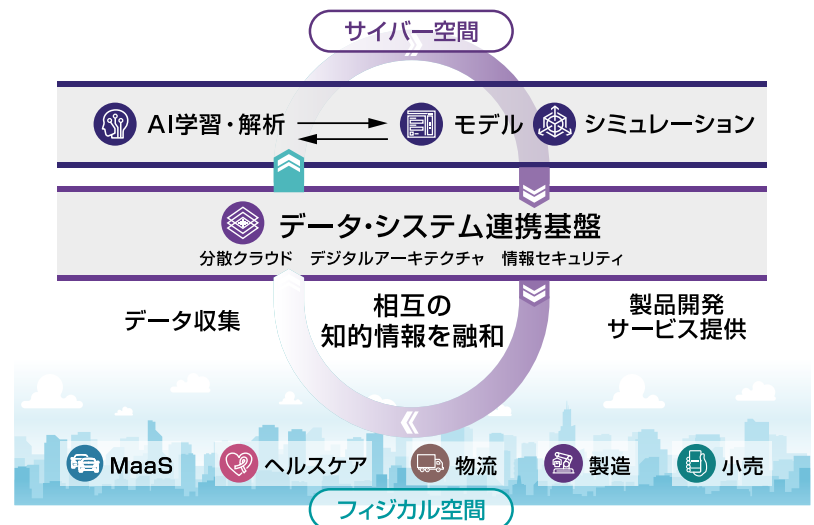 サイバー空間
AI学習・解析
モデル
シミュレーション
データ・システム連携基盤
分散クラウド デジタルアーキテクチャ 情報セキュリティ
データ収集
相互の
知的情報を融和
製品開発
サービス提供
MaaS
ヘルスケア
物流
製造
小売
フィジカル空間